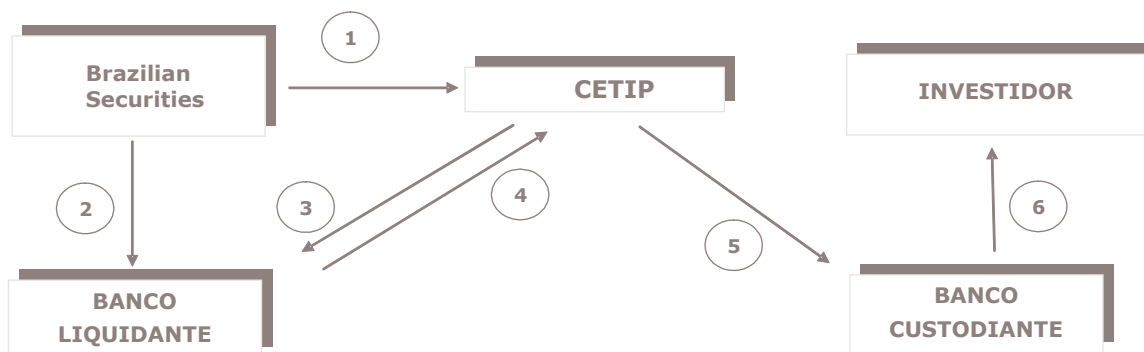 1
Brazilian
Securities
CETIP
INVESTIDOR
2
3
4
5
6
BANCO
LIQUIDANTE
BANCO
CUSTODIANTE